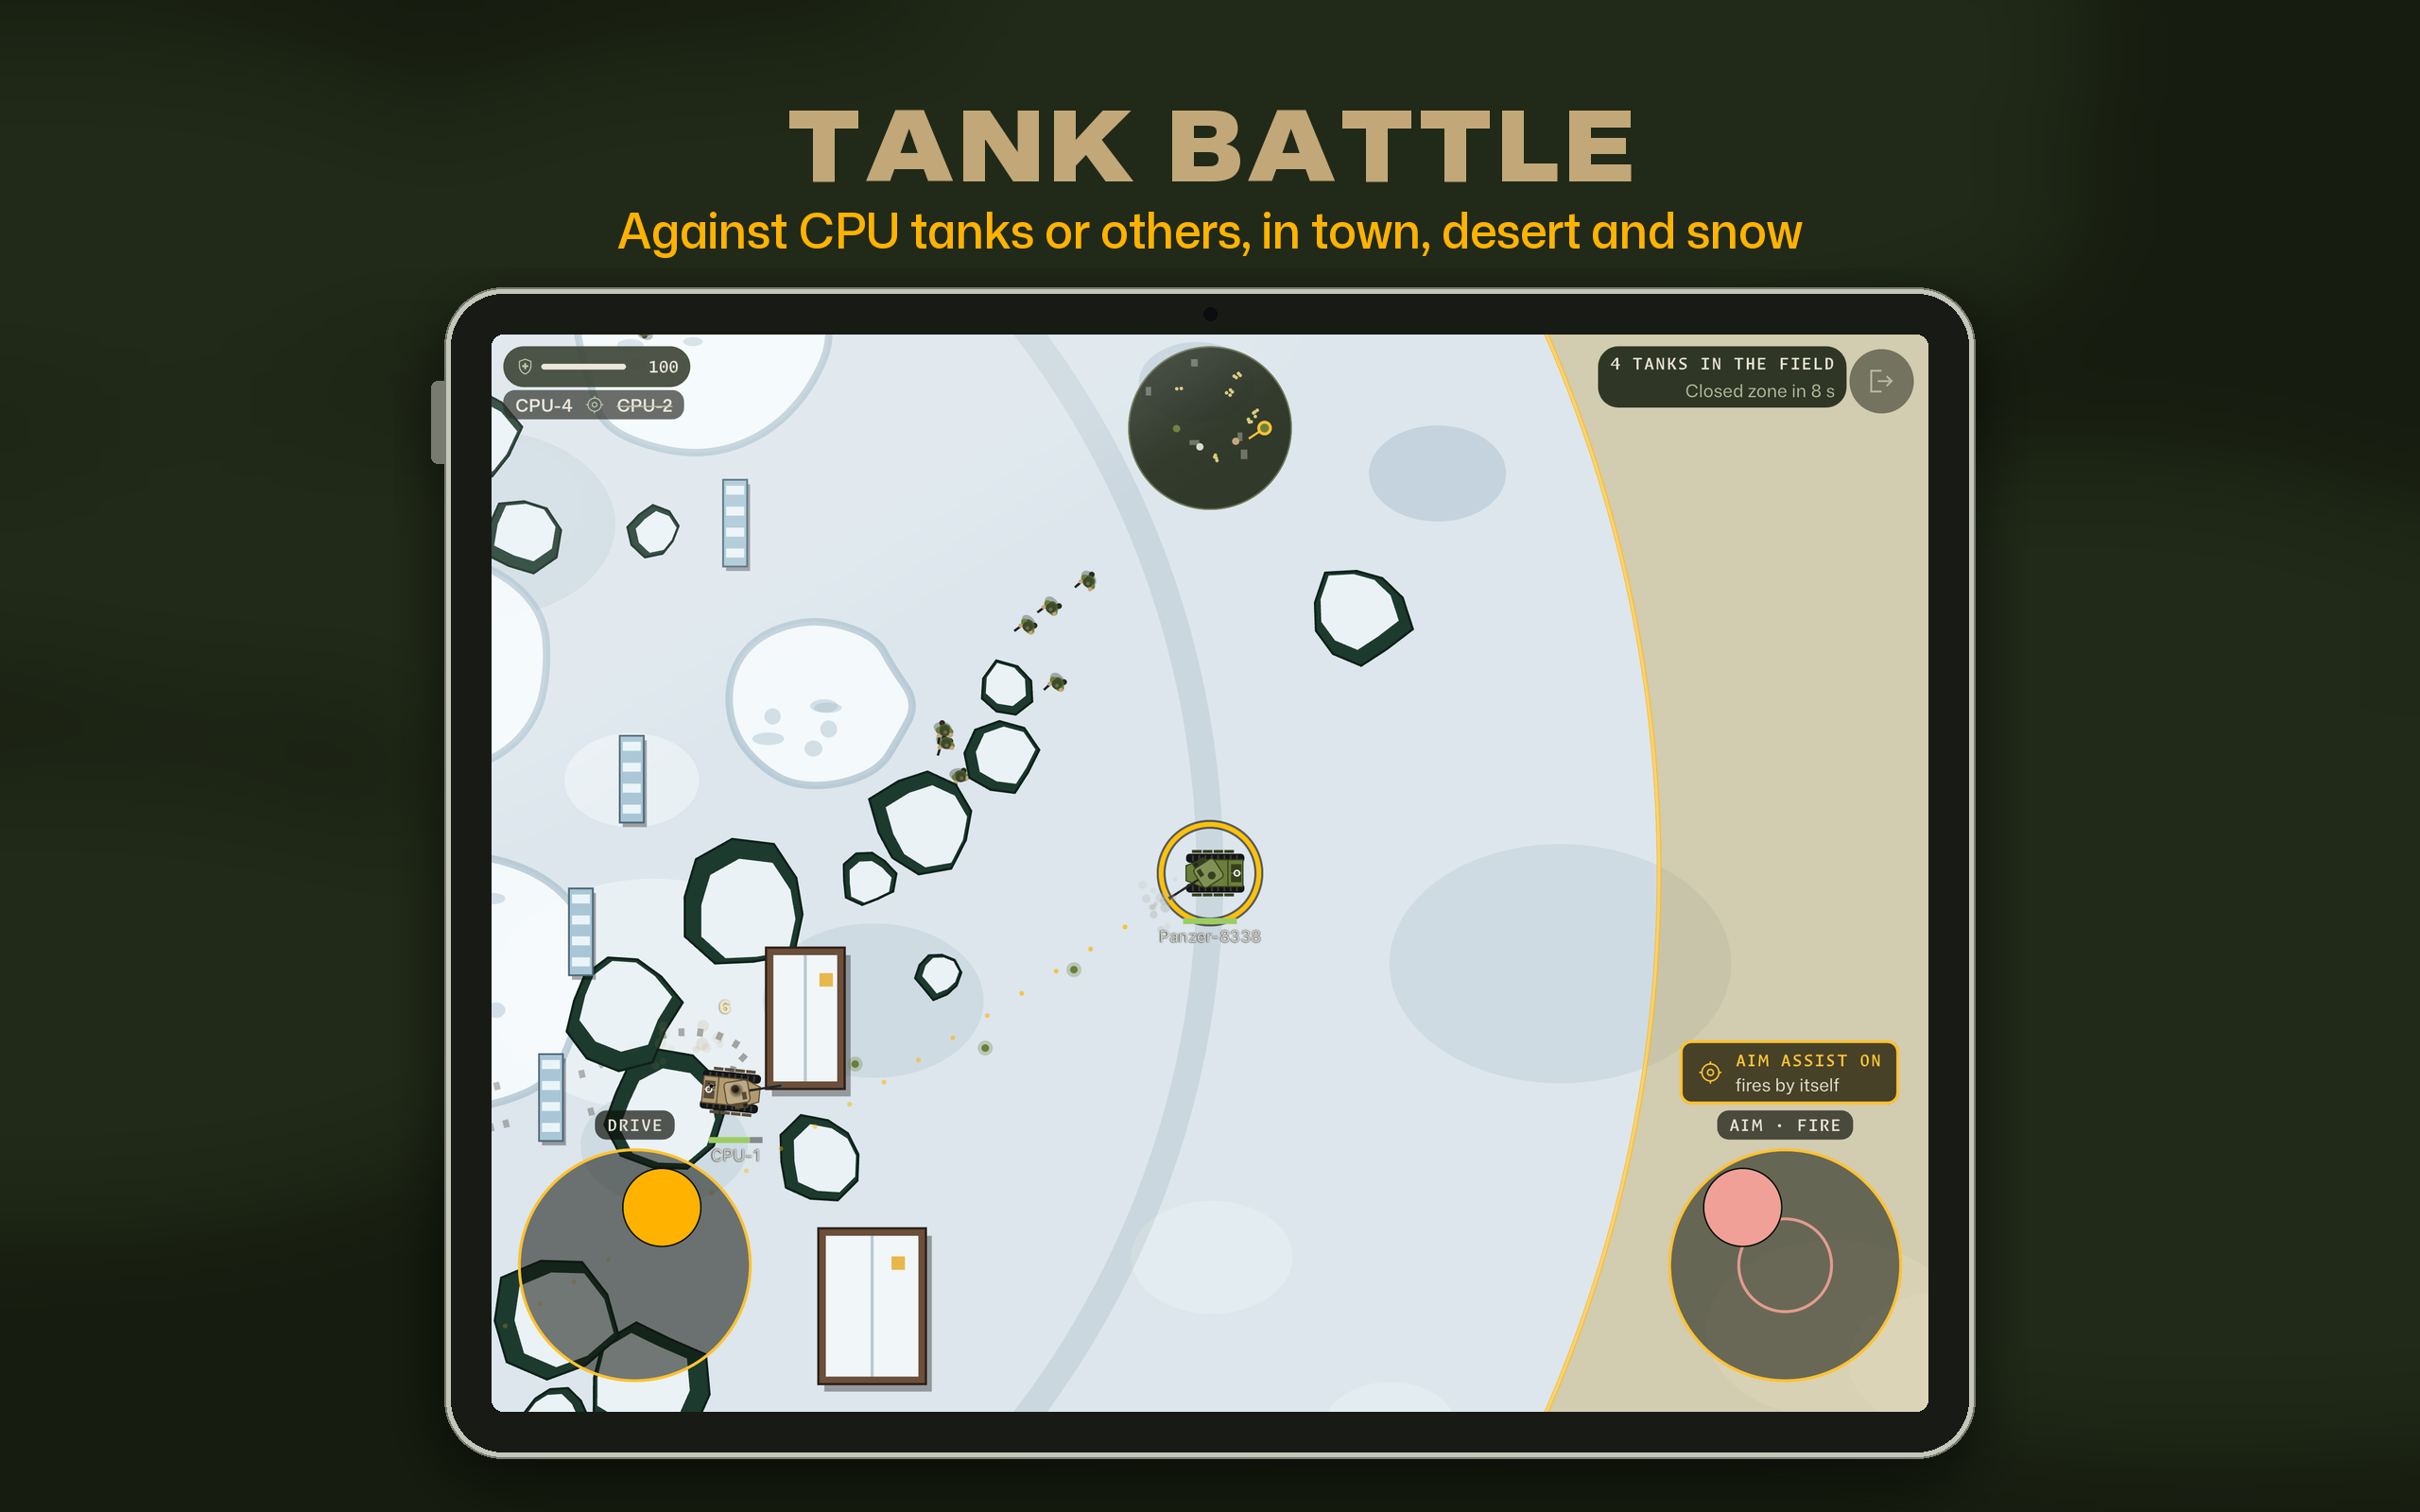 TANK BATTLE
Against CPU tanks or others, in town, desert and snow
100
CPU-4 CPU-2
4 TANKS IN THE FIELD
Closed zone in 8 s
Panzer-8338
6
AIM ASSIST ON
fires by itself
DRIVE
AIM · FIRE
CPU-1